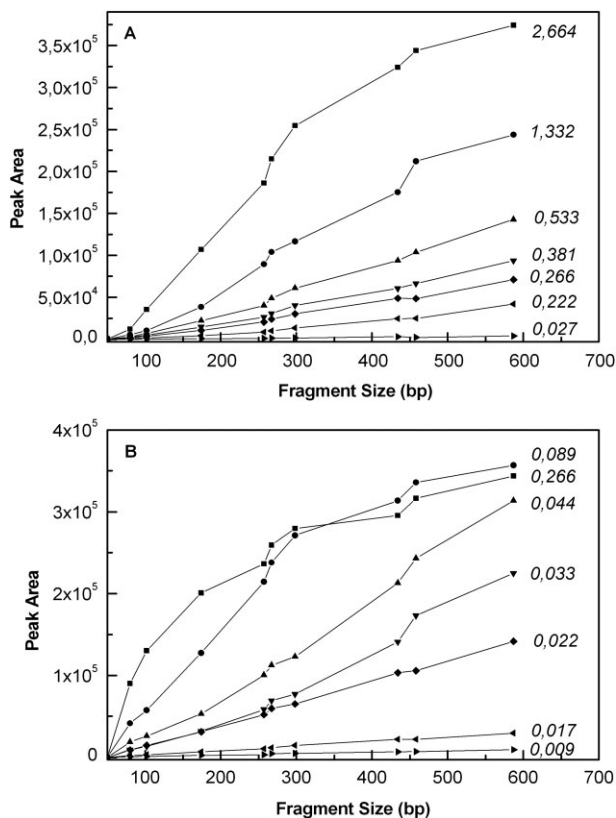 A
3,5x10⁵
3,0x10⁵
2,5x10⁵
2,0x10⁵
1,5x10⁵
1,0x10⁵
5,0x10⁴
0,0
Peak Area
2,664
1,332
0,533
0,381
0,266
0,222
0,027
100 200 300 400 500 600 700
Fragment Size (bp)
B
4x10⁵
3x10⁵
2x10⁵
1x10⁵
0
Peak Area
0,089
0,266
0,044
0,033
0,022
0,017
0,009
100 200 300 400 500 600 700
Fragment Size (bp)